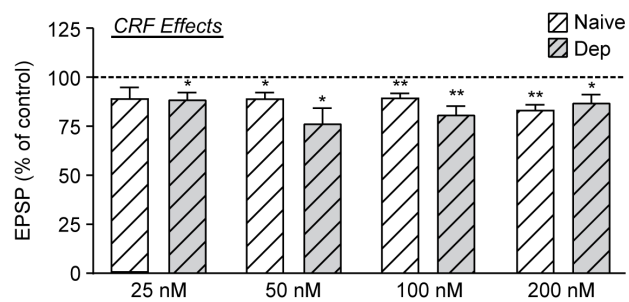 CRF Effects
Naive
Dep
EPSP (% of control)
125
100
75
50
25
0
* * * ** ** ** *
25 nM 50 nM 100 nM 200 nM